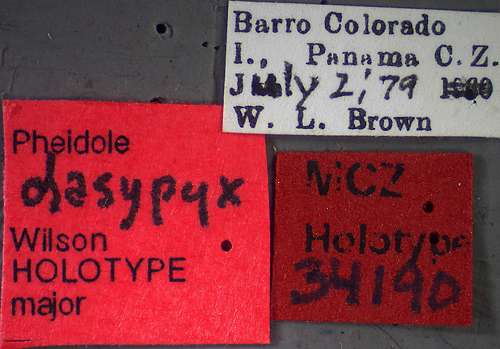 Barro Colorado
I., Panama C. Z.
July 2, '79
W. L. Brown
Pheidole
dasypyx
Wilson
HOLOTYPE
major
MCZ
Holotype
34190